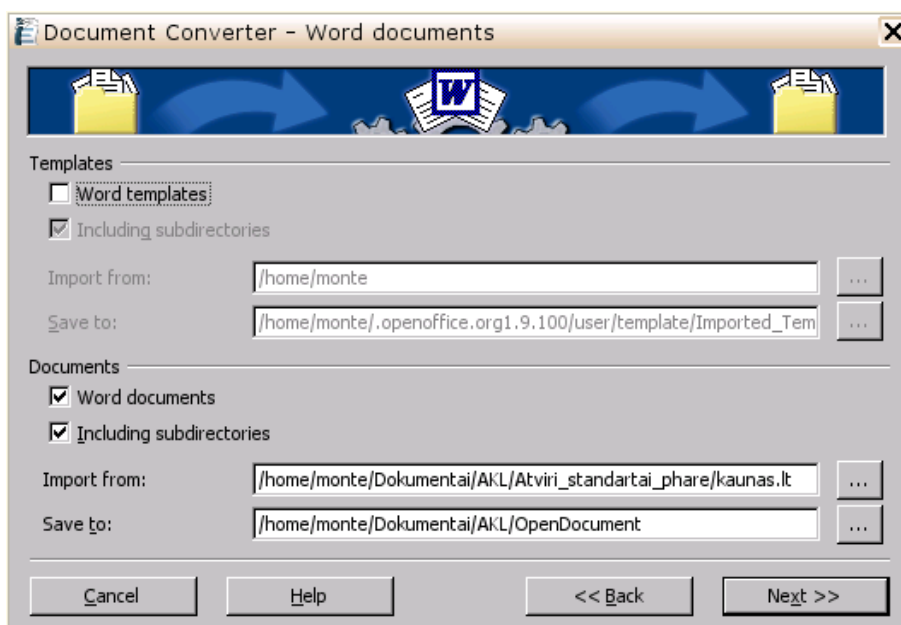 Document Converter - Word documents
W
Templates
Word templates
Including subdirectories
Import from: /home/monte ...
Save to: /home/monte/.openoffice.org1.9.100/user/template/Imported_Tem ...
Documents
Word documents
Including subdirectories
Import from: /home/monte/Dokumentai/AKL/Atviri_standartai_phare/kaunas.lt ...
Save to: /home/monte/Dokumentai/AKL/OpenDocument ...
Cancel Help << Back Next >>